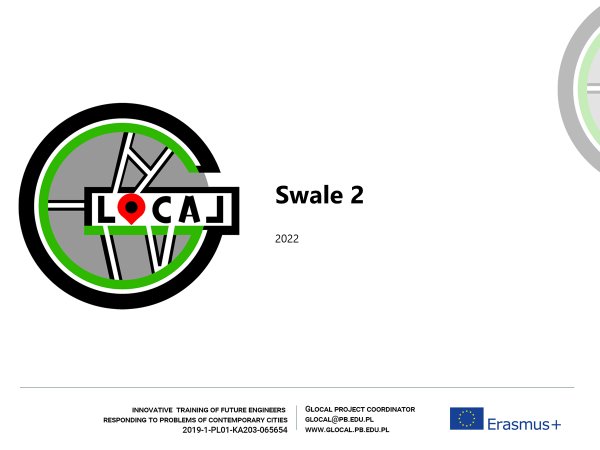 LOCAL
Swale 2
2022
INNOVATIVE TRAINING OF FUTURE ENGINEERS
RESPONDING TO PROBLEMS OF CONTEMPORARY CITIES
2019-1-PL01-KA203-065654
GLOCAL PROJECT COORDINATOR
GLOCAL@PB.EDU.PL
WWW.GLOCAL.PB.EDU.PL
Erasmus+